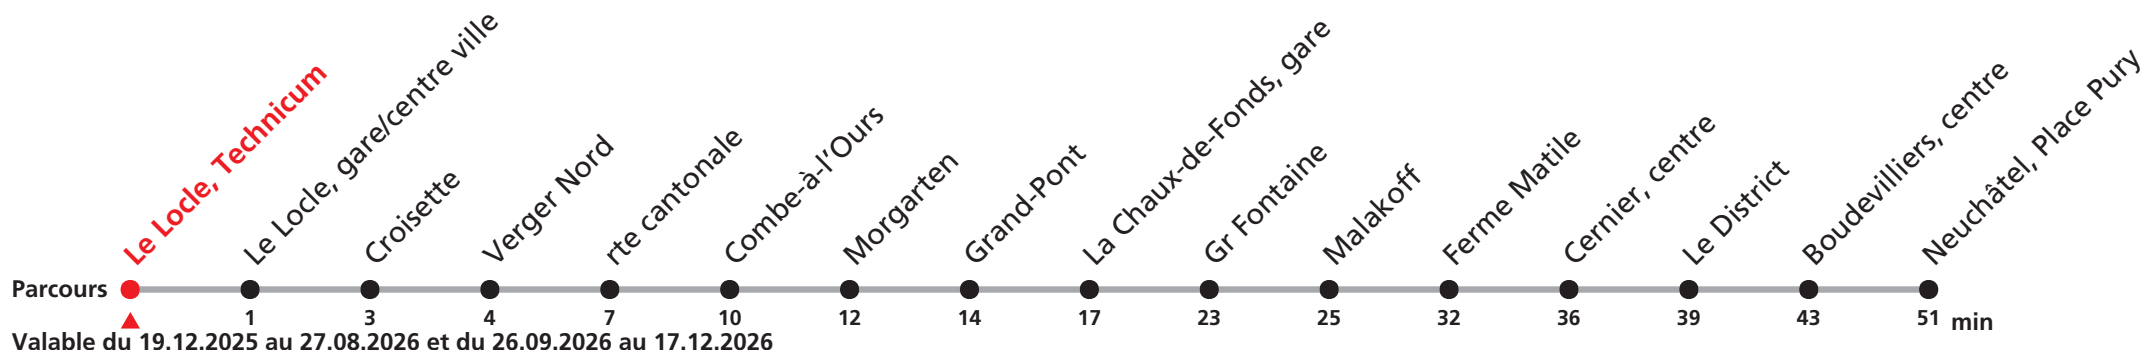 Le Locle, Technicum
Le Locle, gare/centre ville
Croisette
Verger Nord
rte cantonale
Combe-à-l'Ours
Morgarten
Grand-Pont
La Chaux-de-Fonds, gare
Gr Fontaine
Malakoff
Ferme Matile
Cernier, centre
Le District
Boudevilliers, centre
Neuchâtel, Place Pury
Parcours
1 3 4 7 10 12 14 17 23 25 32 36 39 43 51 min
Valable du 19.12.2025 au 27.08.2026 et du 26.09.2026 au 17.12.2026